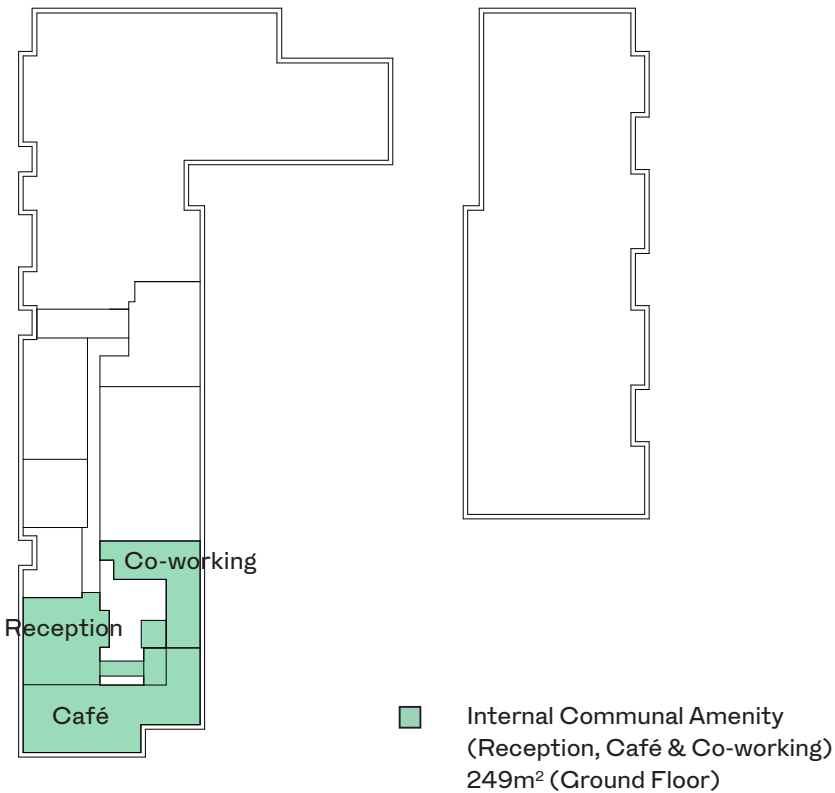 Co-working
Reception
Café
Internal Communal Amenity
(Reception, Café & Co-working)
249m² (Ground Floor)